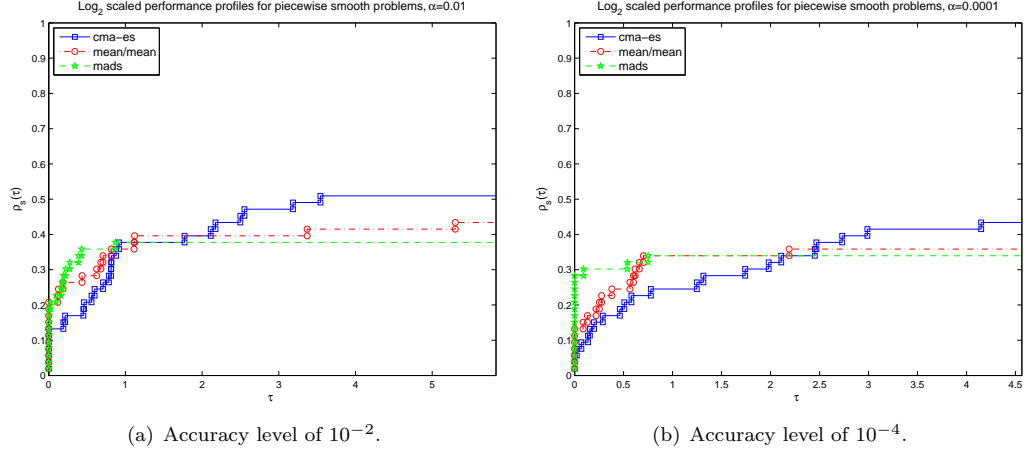 Log₂ scaled performance profiles for piecewise smooth problems, α=0.01
1
0.9
0.8
0.7
0.6
0.5
0.4
0.3
0.2
0.1
0
ρₛ(τ)
cma−es
mean/mean
mads
0 1 2 3 4 5
τ
(a) Accuracy level of 10⁻².
Log₂ scaled performance profiles for piecewise smooth problems, α=0.0001
1
0.9
0.8
0.7
0.6
0.5
0.4
0.3
0.2
0.1
0
ρₛ(τ)
cma−es
mean/mean
mads
0 0.5 1 1.5 2 2.5 3 3.5 4 4.5
τ
(b) Accuracy level of 10⁻⁴.